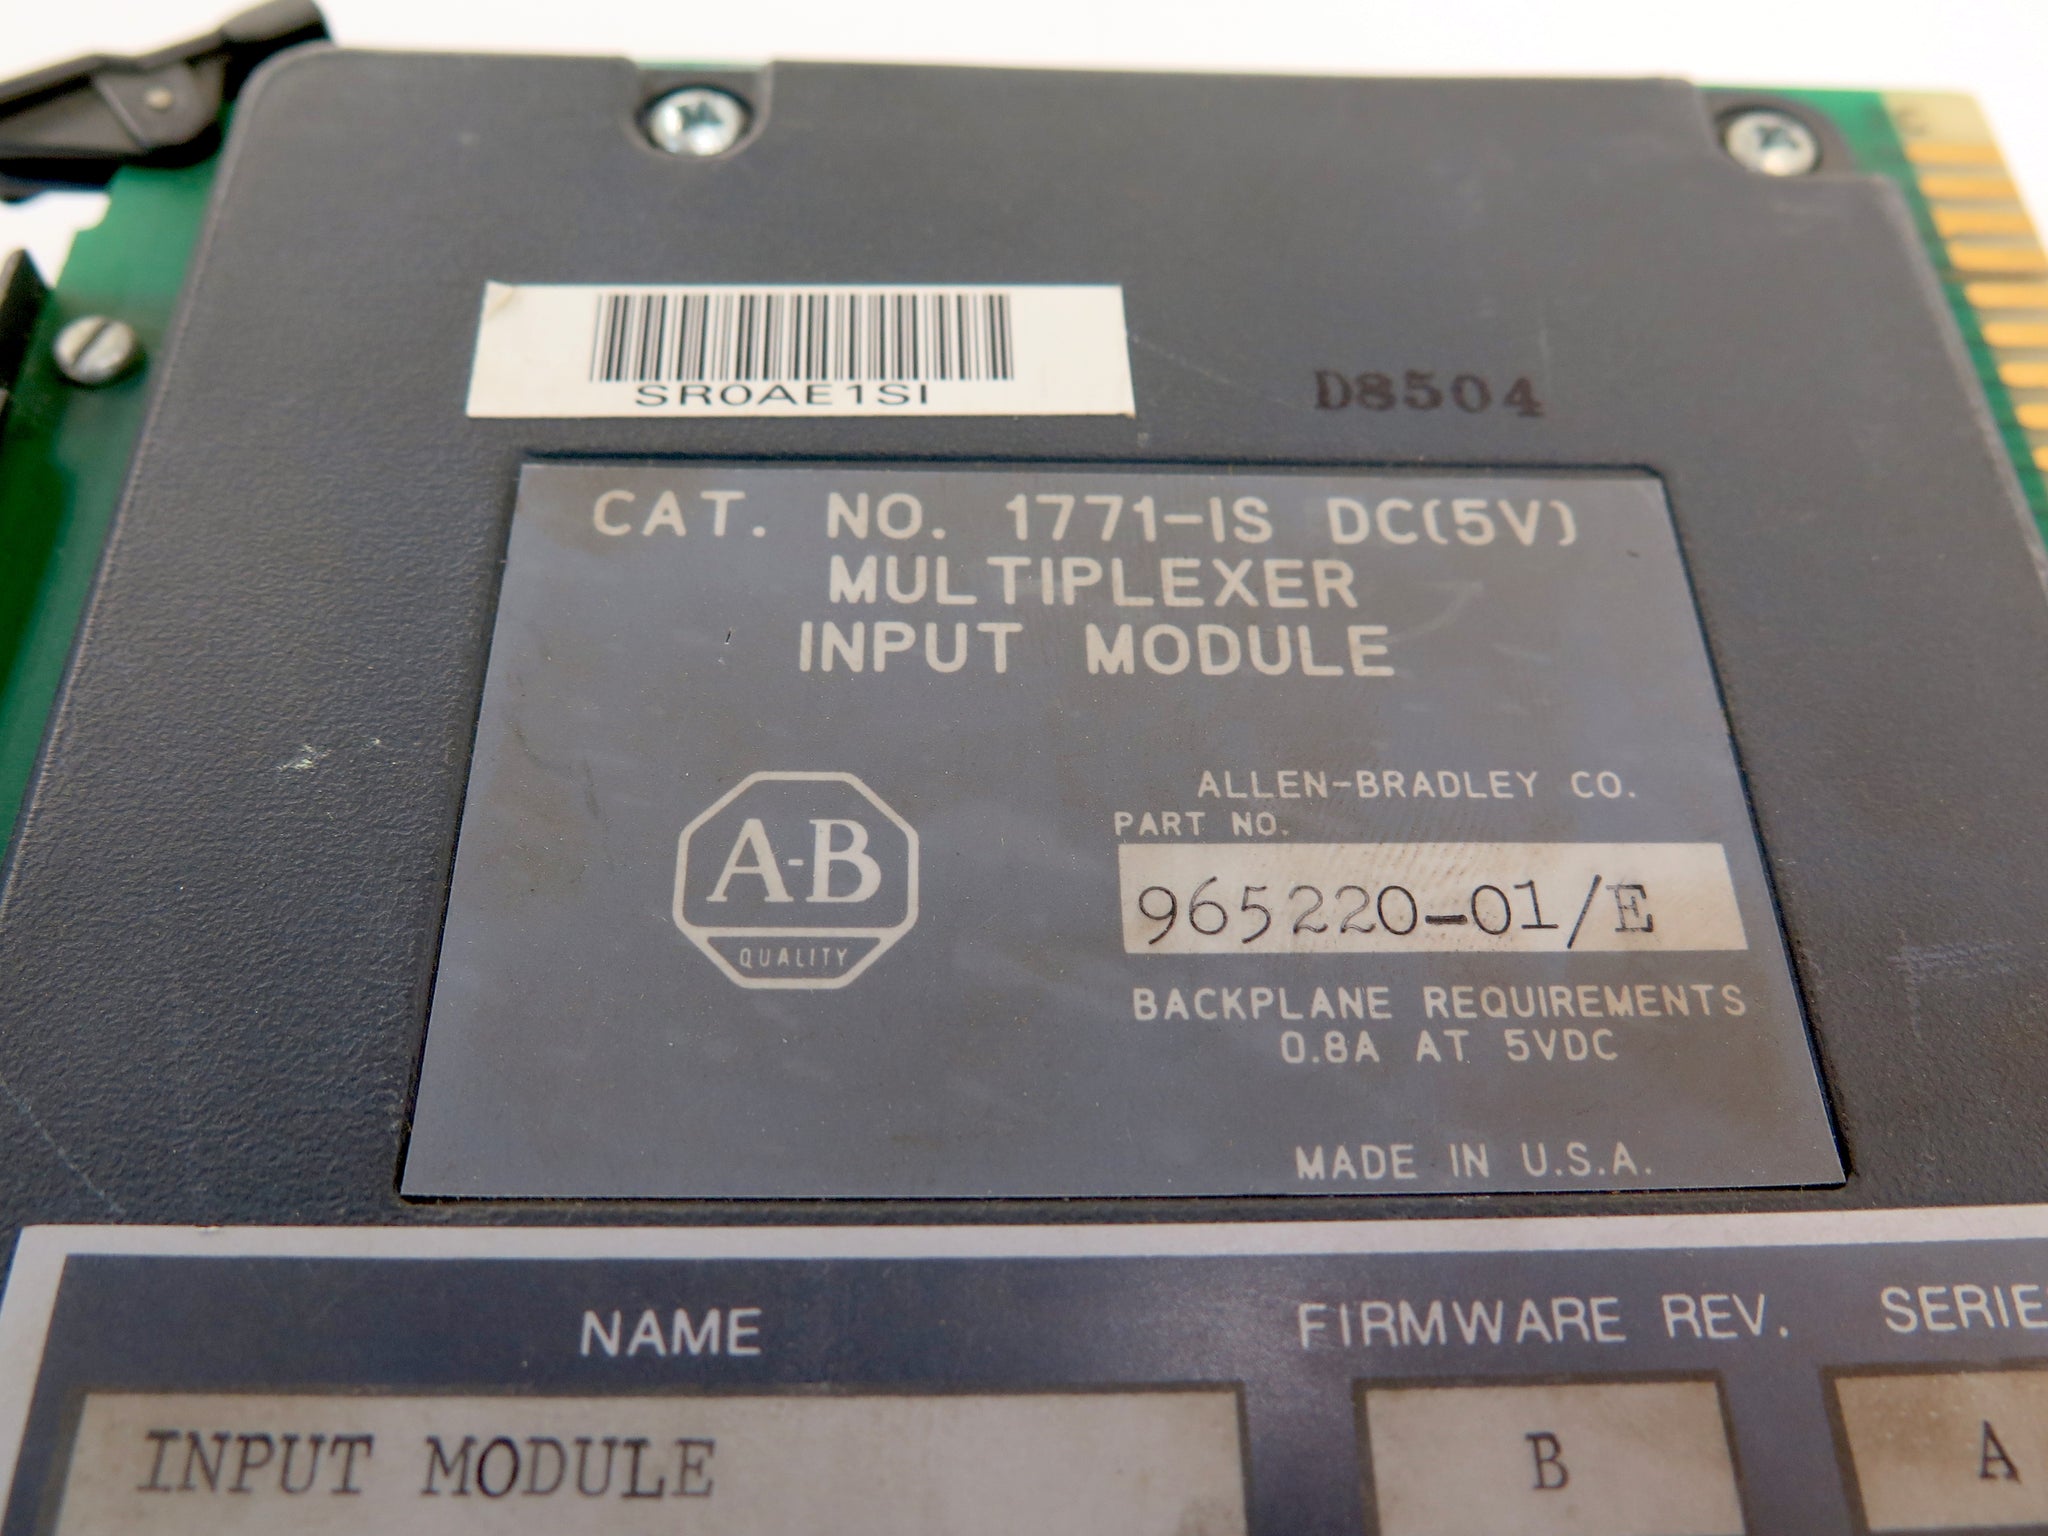 SR0AE1SI
D8504
CAT. NO. 1771-IS DC(5V)
MULTIPLEXER
INPUT MODULE
A-B
QUALITY
ALLEN-BRADLEY CO.
PART NO.
965220-01/E
BACKPLANE REQUIREMENTS
0.8A AT 5VDC
MADE IN U.S.A.
NAME FIRMWARE REV. SERIE
INPUT MODULE B A